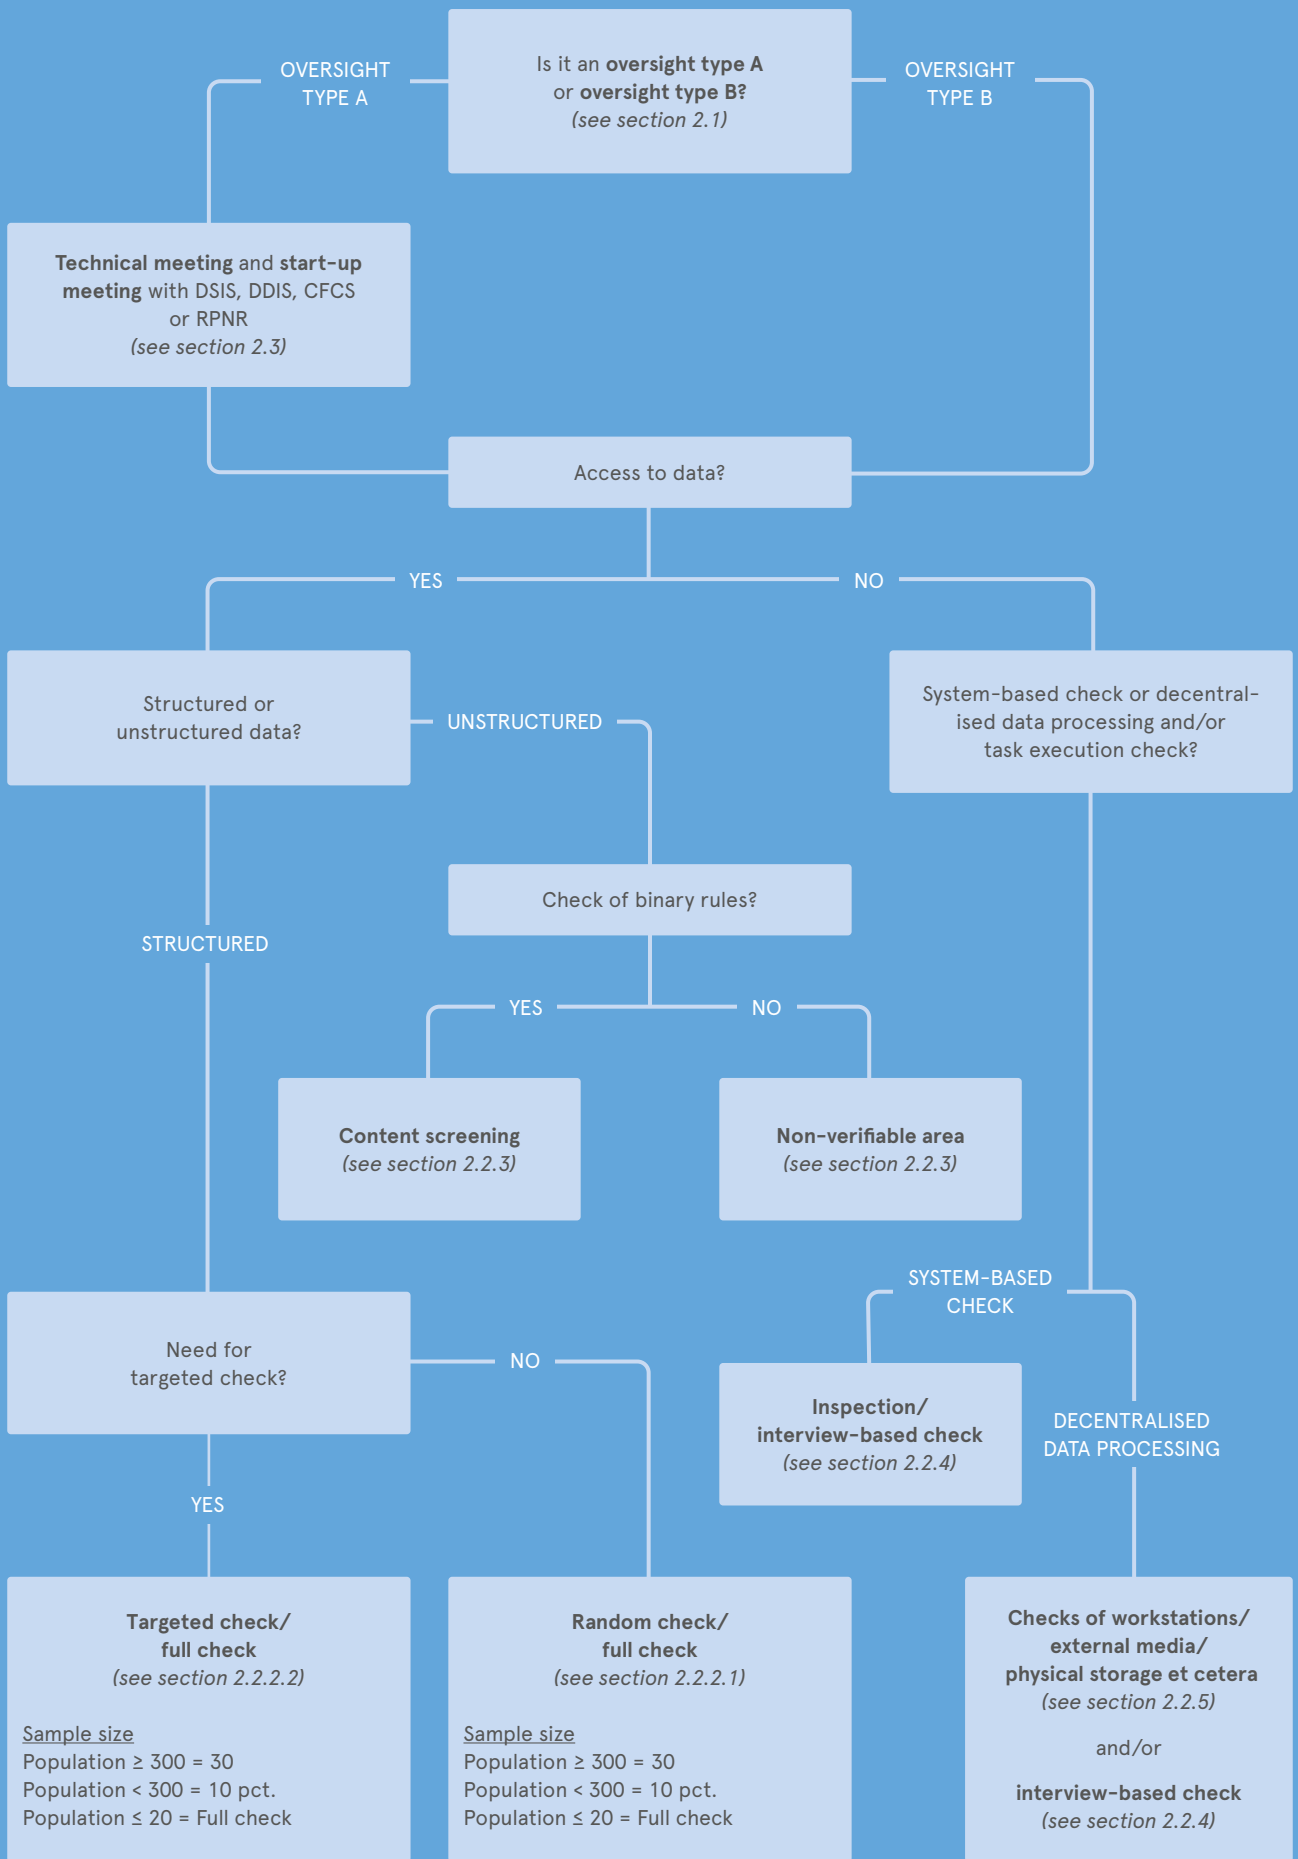 Is it an oversight type A
or oversight type B?
(see section 2.1)
OVERSIGHT
TYPE A
OVERSIGHT
TYPE B
Technical meeting and start-up
meeting with DSIS, DDIS, CFCS
or RPNR
(see section 2.3)
Access to data?
YES
NO
Structured or
unstructured data?
UNSTRUCTURED
System-based check or decentral-
ised data processing and/or
task execution check?
Check of binary rules?
STRUCTURED
YES
NO
Content screening
(see section 2.2.3)
Non-verifiable area
(see section 2.2.3)
SYSTEM-BASED
CHECK
Need for
targeted check?
NO
Inspection/
interview-based check
(see section 2.2.4)
DECENTRALISED
DATA PROCESSING
YES
Targeted check/
full check
(see section 2.2.2.2)
Sample size
Population ≥ 300 = 30
Population < 300 = 10 pct.
Population ≤ 20 = Full check
Random check/
full check
(see section 2.2.2.1)
Sample size
Population ≥ 300 = 30
Population < 300 = 10 pct.
Population ≤ 20 = Full check
Checks of workstations/
external media/
physical storage et cetera
(see section 2.2.5)
and/or
interview-based check
(see section 2.2.4)